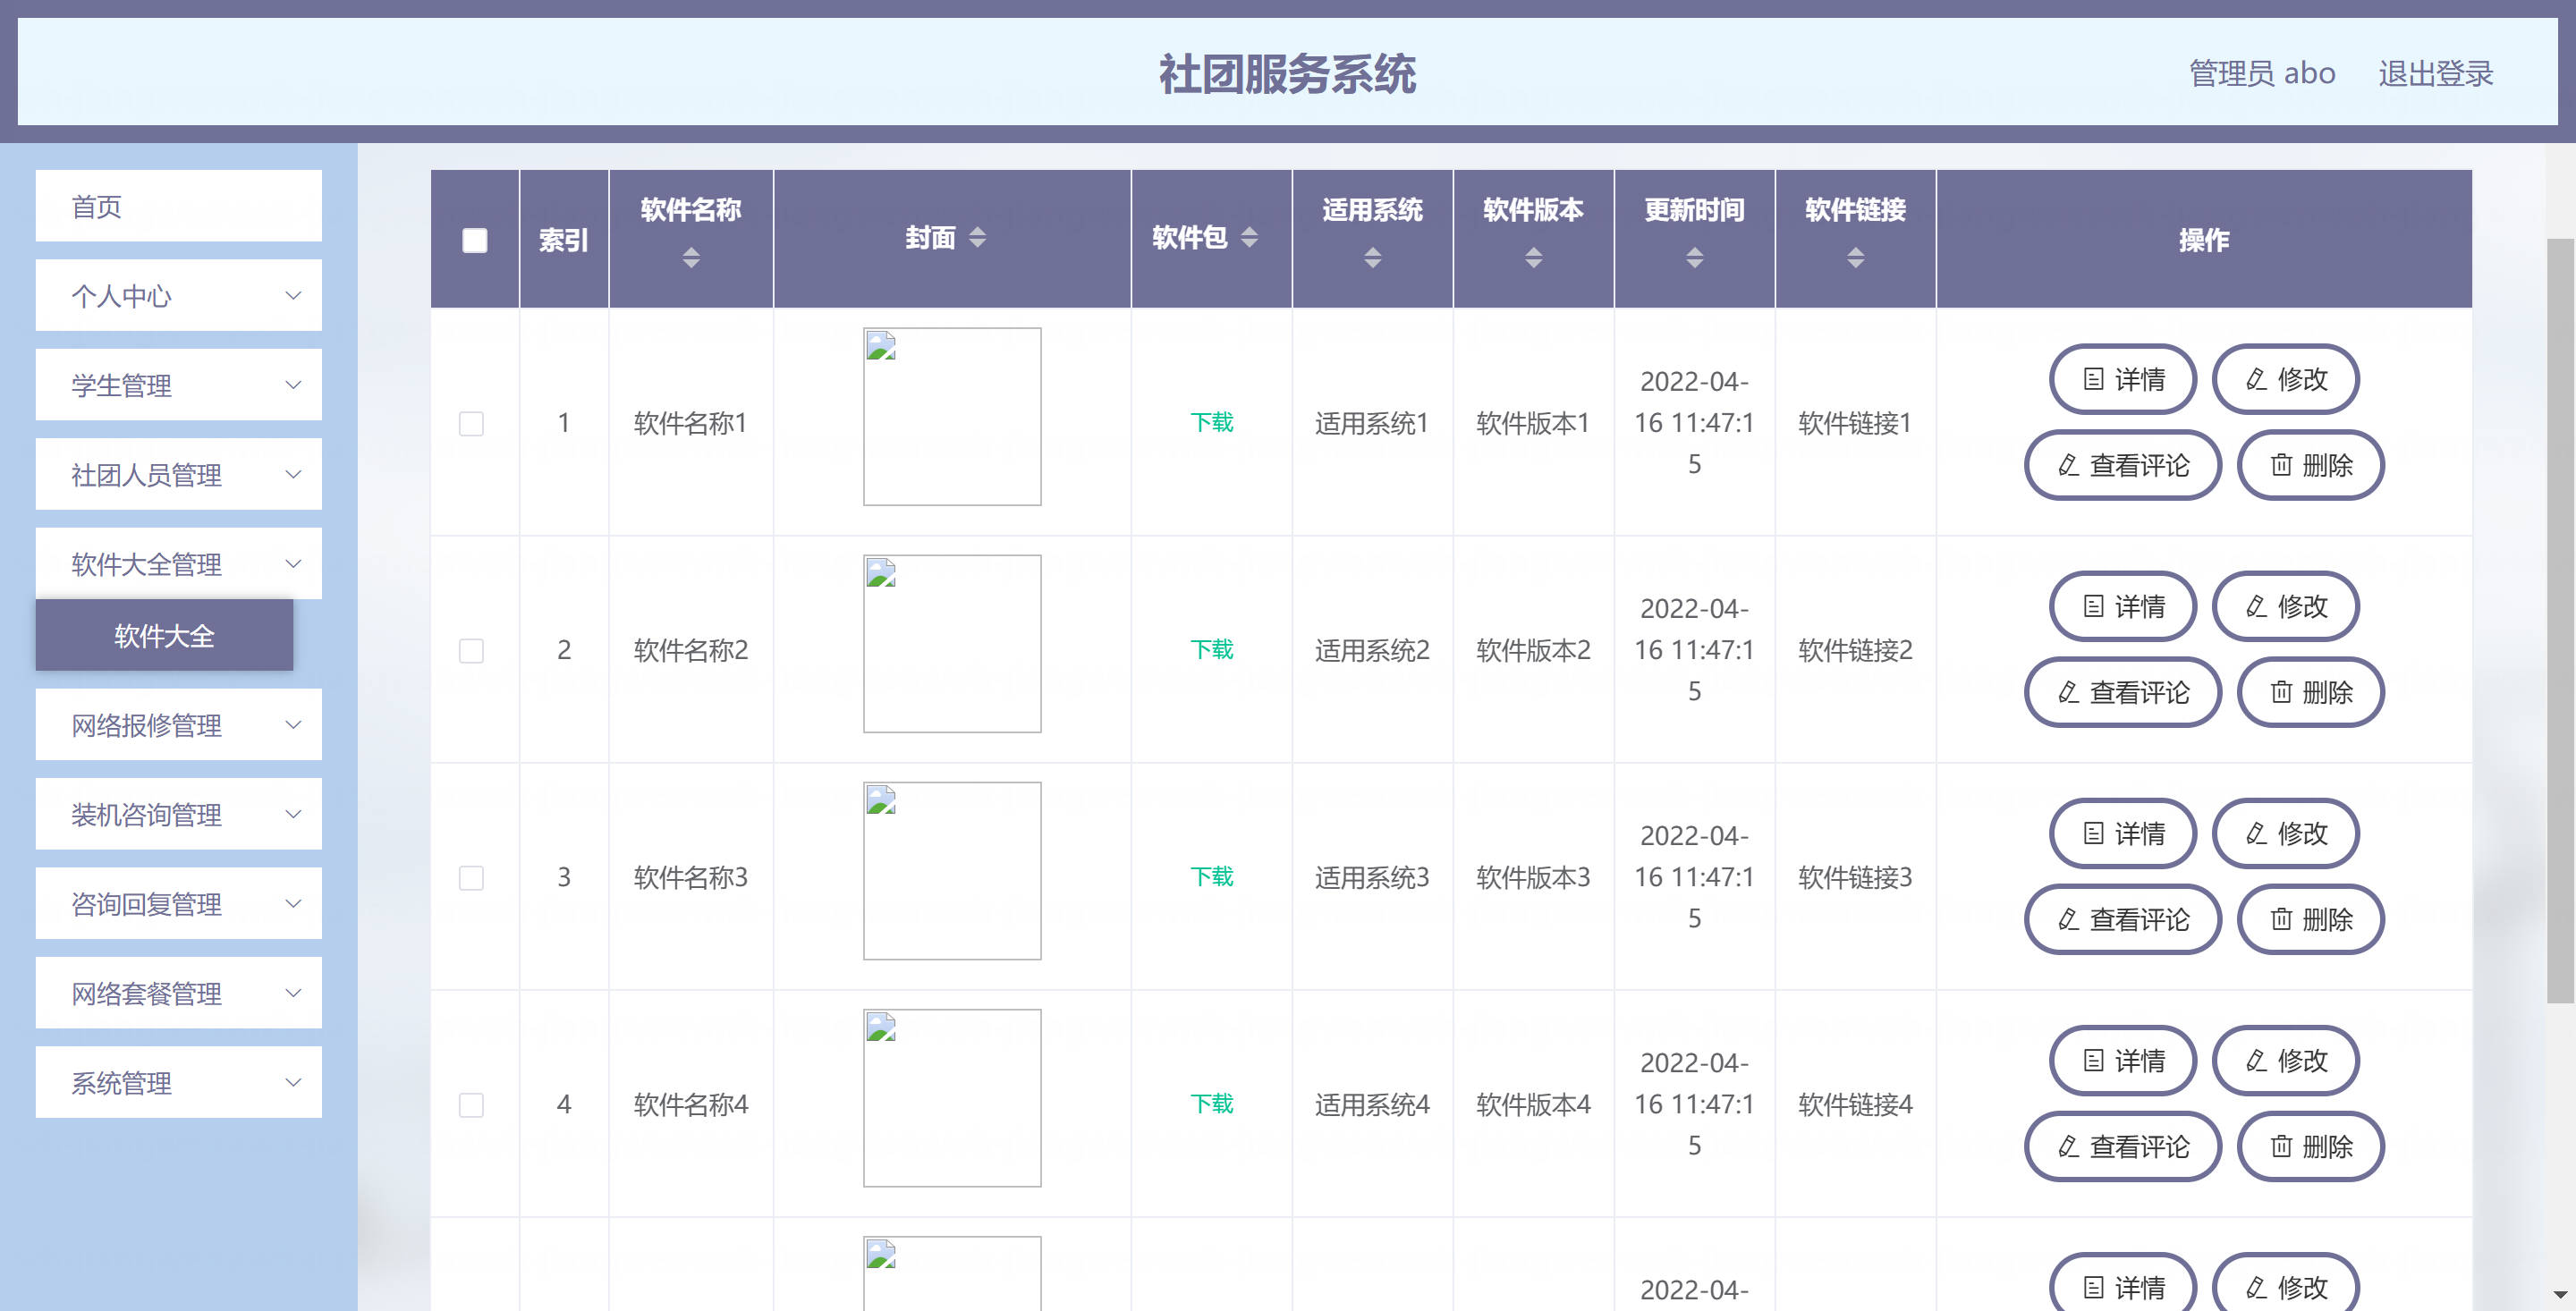 社团服务系统
管理员 abo
退出登录
首页
个人中心
学生管理
社团人员管理
软件大全管理
软件大全
网络报修管理
装机咨询管理
咨询回复管理
网络套餐管理
系统管理
索引
软件名称
封面
软件包
适用系统
软件版本
更新时间
软件链接
操作
1
软件名称1
下载
适用系统1
软件版本1
2022-04-
16 11:47:1
5
软件链接1
详情
修改
查看评论
删除
2
软件名称2
下载
适用系统2
软件版本2
2022-04-
16 11:47:1
5
软件链接2
详情
修改
查看评论
删除
3
软件名称3
下载
适用系统3
软件版本3
2022-04-
16 11:47:1
5
软件链接3
详情
修改
查看评论
删除
4
软件名称4
下载
适用系统4
软件版本4
2022-04-
16 11:47:1
5
软件链接4
详情
修改
查看评论
删除
2022-04-
详情
修改